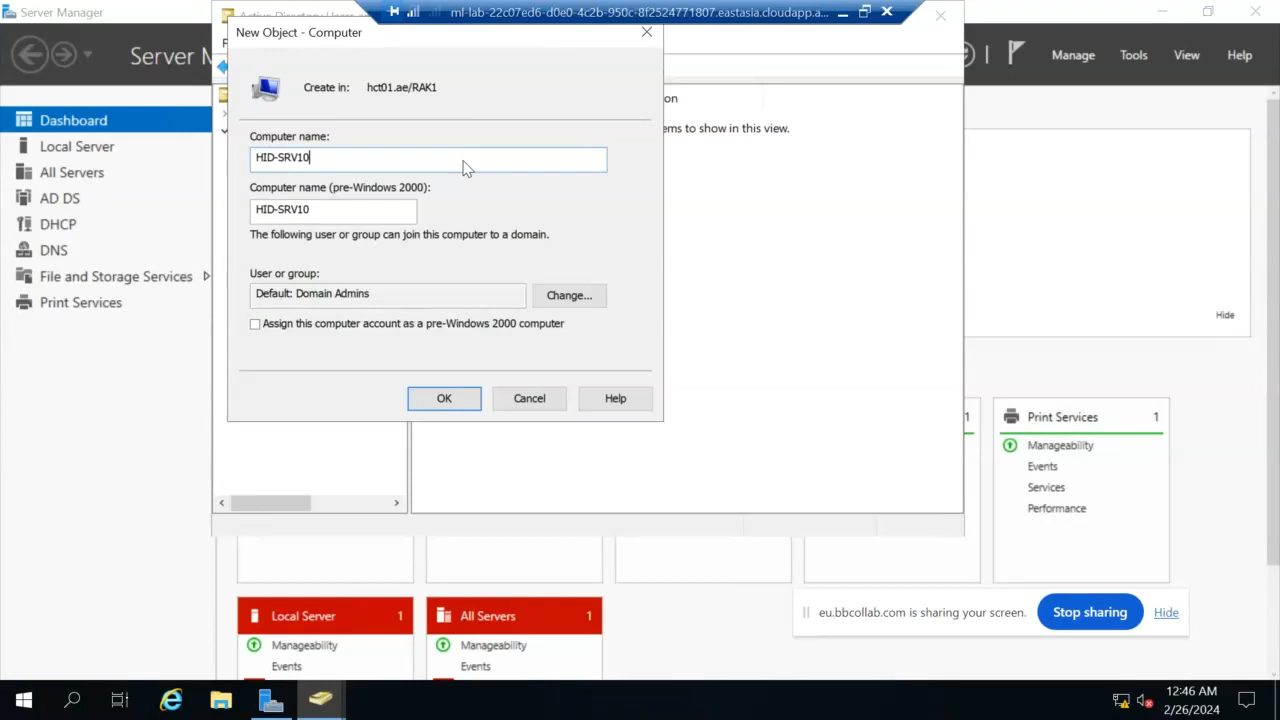 Server Manager
ml-lab-22c07ed6-d0e0-4c2b-950c-8f2524771807.eastasia.cloudapp.a...
Server M
Manage
Tools
View
Help
New Object - Computer
Create in: hct01.ae/RAK1
Computer name:
HID-SRV10
Computer name (pre-Windows 2000):
HID-SRV10
The following user or group can join this computer to a domain.
User or group:
Default: Domain Admins
Change...
Assign this computer account as a pre-Windows 2000 computer
OK
Cancel
Help
on
ems to show in this view.
Dashboard
Local Server
All Servers
AD DS
DHCP
DNS
File and Storage Services
Print Services
Hide
1
Print Services 1
Manageability
Events
Services
Performance
Local Server 1
Manageability
Events
All Servers 1
Manageability
Events
eu.bbcollab.com is sharing your screen.
Stop sharing
Hide
12:46 AM
2/26/2024